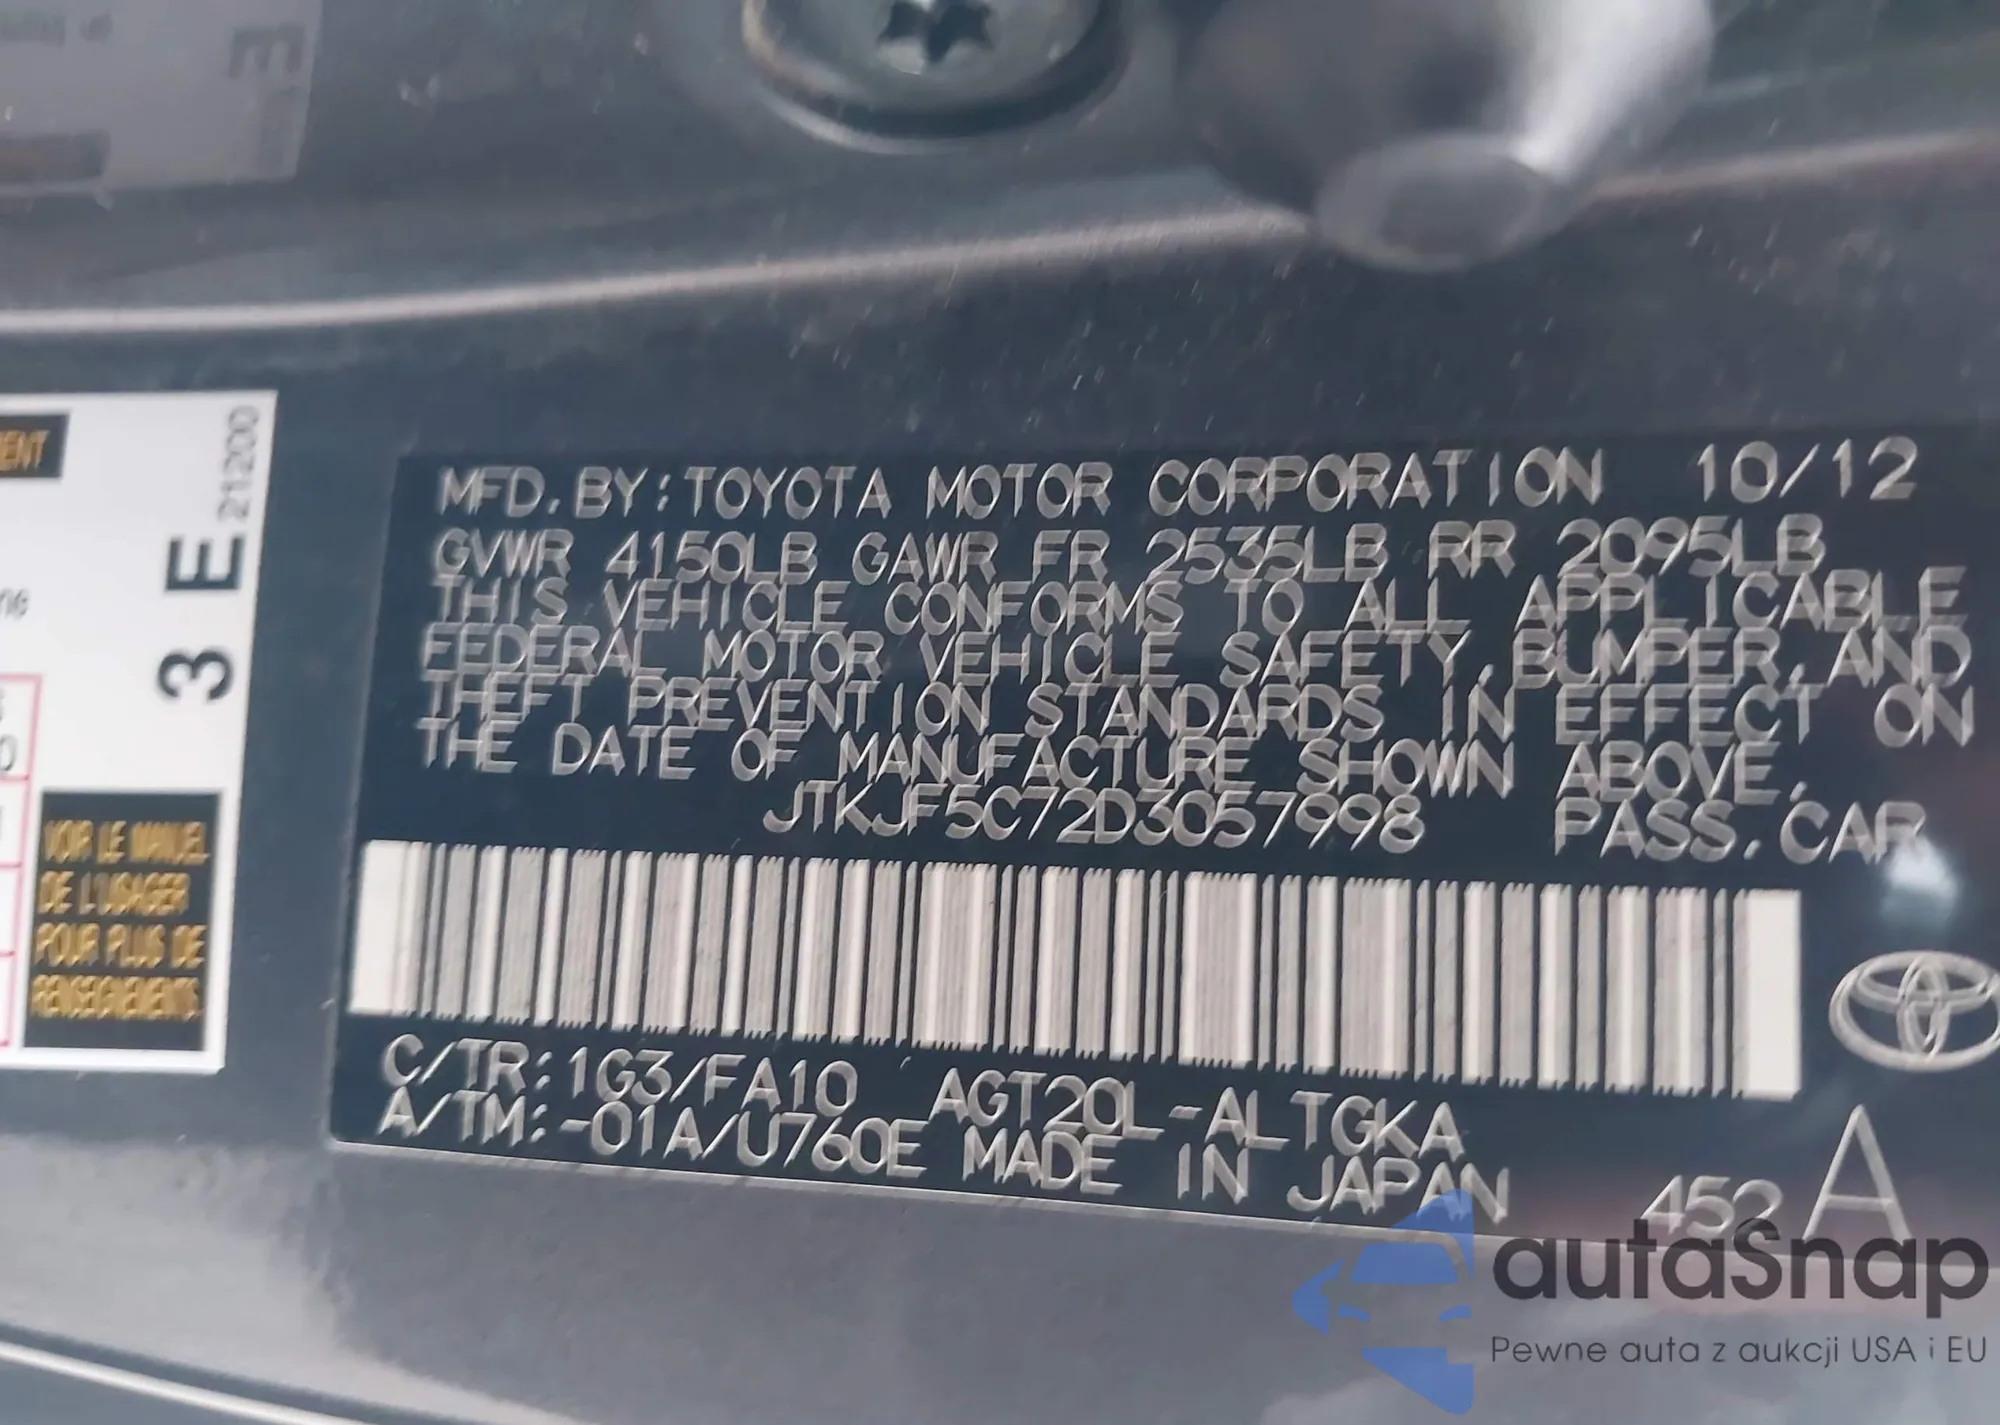 3
ENT
3 E 21200
VOIR LE MANUEL
DE L'USAGER
POUR PLUS DE
RENSEIGNEMENTS
MFD. BY: TOYOTA MOTOR CORPORATION 10/12
GVWR 4150LB GAWR FR 2535LB RR 2095LB
THIS VEHICLE CONFORMS TO ALL APPLICABLE
FEDERAL MOTOR VEHICLE SAFETY, BUMPER, AND
THEFT PREVENTION STANDARDS IN EFFECT ON
THE DATE OF MANUFACTURE SHOWN ABOVE.
JTKJF5C72D3057998 PASS. CAR
C/TR: 1G3/FA10 AGT20L-ALTGKA
A/TM: -01A/U760E MADE IN JAPAN 452 A
autaSnap
Pewne auta z aukcji USA i EU